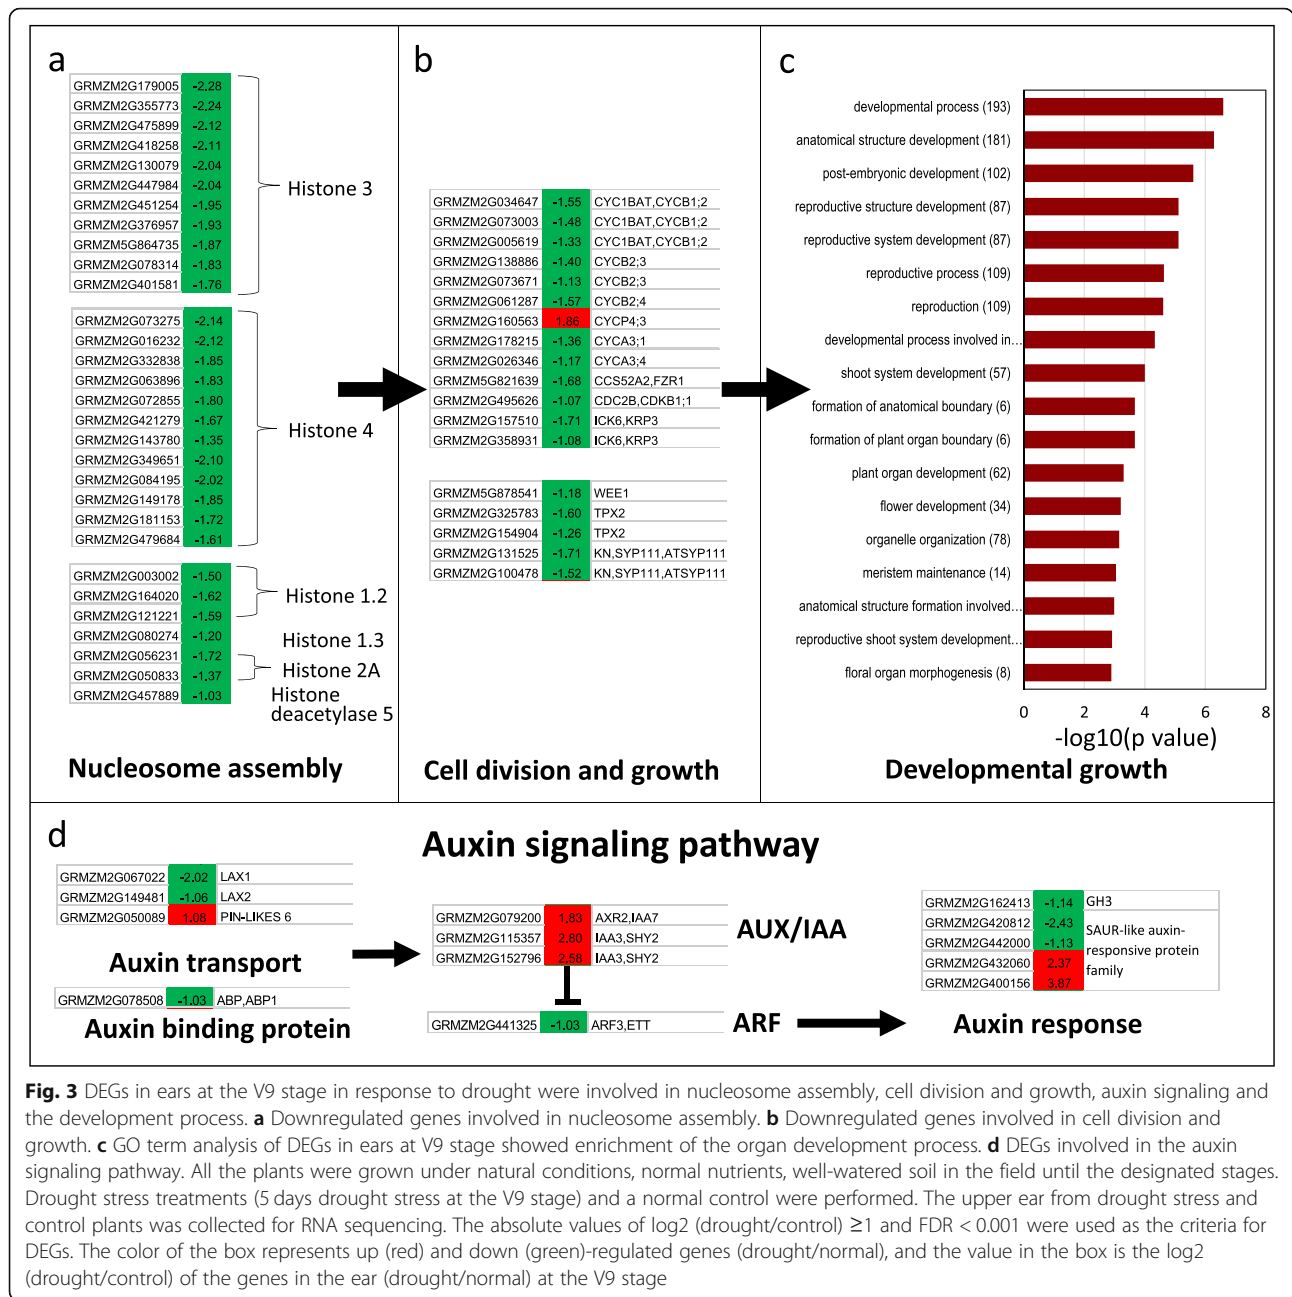 a
GRMZM2G179005 -2.28
GRMZM2G355773 -2.24
GRMZM2G475899 -2.12
GRMZM2G418258 -2.11
GRMZM2G130079 -2.04
GRMZM2G447984 -2.04
GRMZM2G451254 -1.95
GRMZM2G376957 -1.93
GRMZM5G864735 -1.87
GRMZM2G078314 -1.83
GRMZM2G401581 -1.76
Histone 3
GRMZM2G073275 -2.14
GRMZM2G016232 -2.12
GRMZM2G332838 -1.85
GRMZM2G063896 -1.83
GRMZM2G072855 -1.80
GRMZM2G421279 -1.67
GRMZM2G143780 -1.35
GRMZM2G349651 -2.10
GRMZM2G084195 -2.02
GRMZM2G149178 -1.85
GRMZM2G181153 -1.72
GRMZM2G479684 -1.61
Histone 4
GRMZM2G003002 -1.50
GRMZM2G164020 -1.62
GRMZM2G121221 -1.59
GRMZM2G080274 -1.20
GRMZM2G056231 -1.72
GRMZM2G050833 -1.37
GRMZM2G457889 -1.03
Histone 1.2
Histone 1.3
Histone 2A
Histone
deacetylase 5
Nucleosome assembly
b
GRMZM2G034647 -1.55 CYC1BAT,CYCB1;2
GRMZM2G073003 -1.48 CYC1BAT,CYCB1;2
GRMZM2G005619 -1.33 CYC1BAT,CYCB1;2
GRMZM2G138886 -1.40 CYCB2;3
GRMZM2G073671 -1.13 CYCB2;3
GRMZM2G061287 -1.57 CYCB2;4
GRMZM2G160563 1.86 CYCP4;3
GRMZM2G178215 -1.36 CYCA3;1
GRMZM2G026346 -1.17 CYCA3;4
GRMZM5G821639 -1.68 CCS52A2,FZR1
GRMZM2G495626 -1.07 CDC2B,CDKB1;1
GRMZM2G157510 -1.71 ICK6,KRP3
GRMZM2G358931 -1.08 ICK6,KRP3
GRMZM5G878541 -1.18 WEE1
GRMZM2G325783 -1.60 TPX2
GRMZM2G154904 -1.26 TPX2
GRMZM2G131525 -1.71 KN,SYP111,ATSYP111
GRMZM2G100478 -1.52 KN,SYP111,ATSYP111
Cell division and growth
c
developmental process (193)
anatomical structure development (181)
post-embryonic development (102)
reproductive structure development (87)
reproductive system development (87)
reproductive process (109)
reproduction (109)
developmental process involved in…
shoot system development (57)
formation of anatomical boundary (6)
formation of plant organ boundary (6)
plant organ development (62)
flower development (34)
organelle organization (78)
meristem maintenance (14)
anatomical structure formation involved…
reproductive shoot system development…
floral organ morphogenesis (8)
0 2 4 6 8
-log10(p value)
Developmental growth
d
Auxin signaling pathway
GRMZM2G067022 -2.02 LAX1
GRMZM2G149481 -1.06 LAX2
GRMZM2G050089 1.08 PIN-LIKES 6
Auxin transport
GRMZM2G078508 -1.03 ABP,ABP1
Auxin binding protein
GRMZM2G079200 1.83 AXR2,IAA7
GRMZM2G115357 2.80 IAA3,SHY2
GRMZM2G152796 2.58 IAA3,SHY2
AUX/IAA
GRMZM2G441325 -1.03 ARF3,ETT
ARF
GRMZM2G162413 -1.14 GH3
GRMZM2G420812 -2.43
GRMZM2G442000 -1.13
GRMZM2G432060 2.37
GRMZM2G400156 3.87
SAUR-like auxin-
responsive protein
family
Auxin response
Fig. 3 DEGs in ears at the V9 stage in response to drought were involved in nucleosome assembly, cell division and growth, auxin signaling and
the development process. a Downregulated genes involved in nucleosome assembly. b Downregulated genes involved in cell division and
growth. c GO term analysis of DEGs in ears at V9 stage showed enrichment of the organ development process. d DEGs involved in the auxin
signaling pathway. All the plants were grown under natural conditions, normal nutrients, well-watered soil in the field until the designated stages.
Drought stress treatments (5 days drought stress at the V9 stage) and a normal control were performed. The upper ear from drought stress and
control plants was collected for RNA sequencing. The absolute values of log2 (drought/control) ≥1 and FDR < 0.001 were used as the criteria for
DEGs. The color of the box represents up (red) and down (green)-regulated genes (drought/normal), and the value in the box is the log2
(drought/control) of the genes in the ear (drought/normal) at the V9 stage